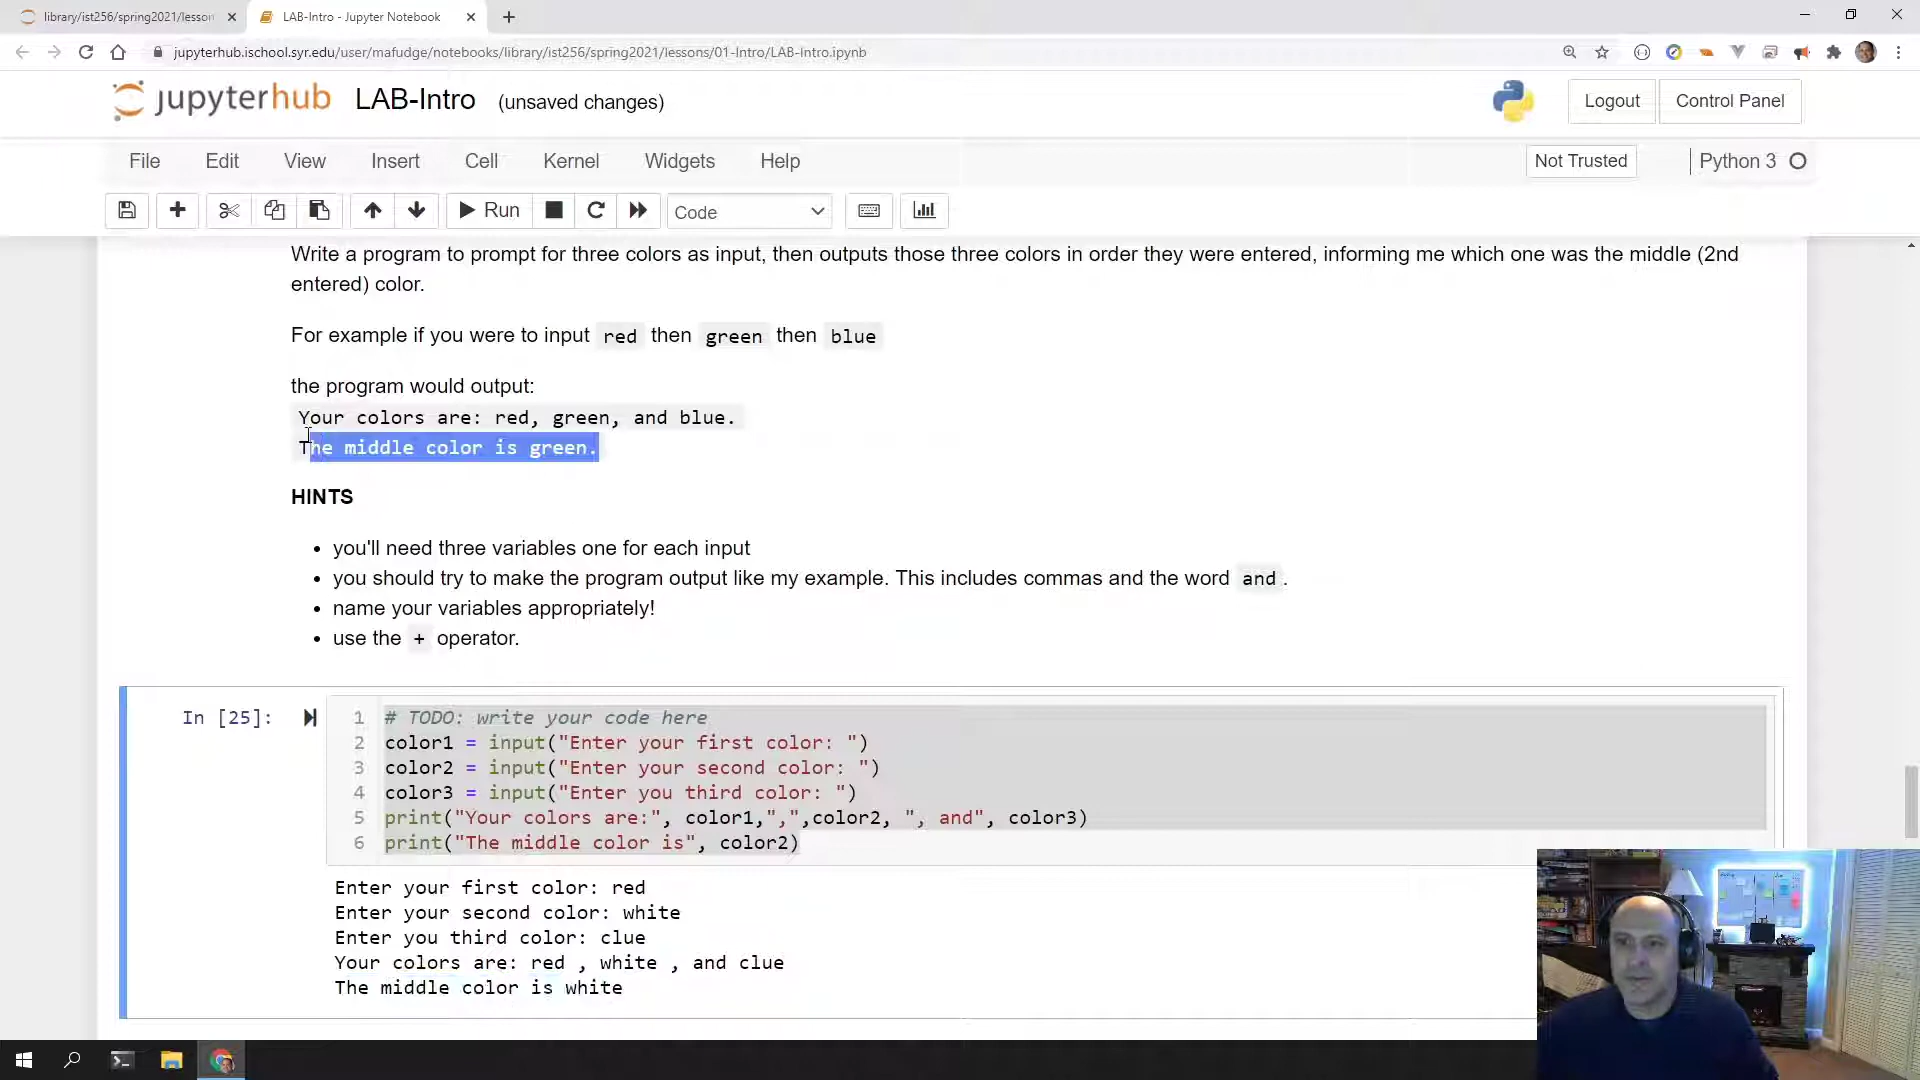 library/ist256/spring2021/lesson
LAB-Intro - Jupyter Notebook
jupyterhub.ischool.syr.edu/user/mafudge/notebooks/library/ist256/spring2021/lessons/01-Intro/LAB-Intro.ipynb
jupyterhub LAB-Intro (unsaved changes) Logout Control Panel
File Edit View Insert Cell Kernel Widgets Help Not Trusted Python 3
Run Code
Write a program to prompt for three colors as input, then outputs those three colors in order they were entered, informing me which one was the middle (2nd
entered) color.
For example if you were to input red then green then blue
the program would output:
Your colors are: red, green, and blue.
The middle color is green.
HINTS
• you'll need three variables one for each input
• you should try to make the program output like my example. This includes commas and the word and .
• name your variables appropriately!
• use the + operator.
In [25]:
1 # TODO: write your code here
2 color1 = input("Enter your first color: ")
3 color2 = input("Enter your second color: ")
4 color3 = input("Enter you third color: ")
5 print("Your colors are:", color1,",",color2, ", and", color3)
6 print("The middle color is", color2)
Enter your first color: red
Enter your second color: white
Enter you third color: clue
Your colors are: red , white , and clue
The middle color is white